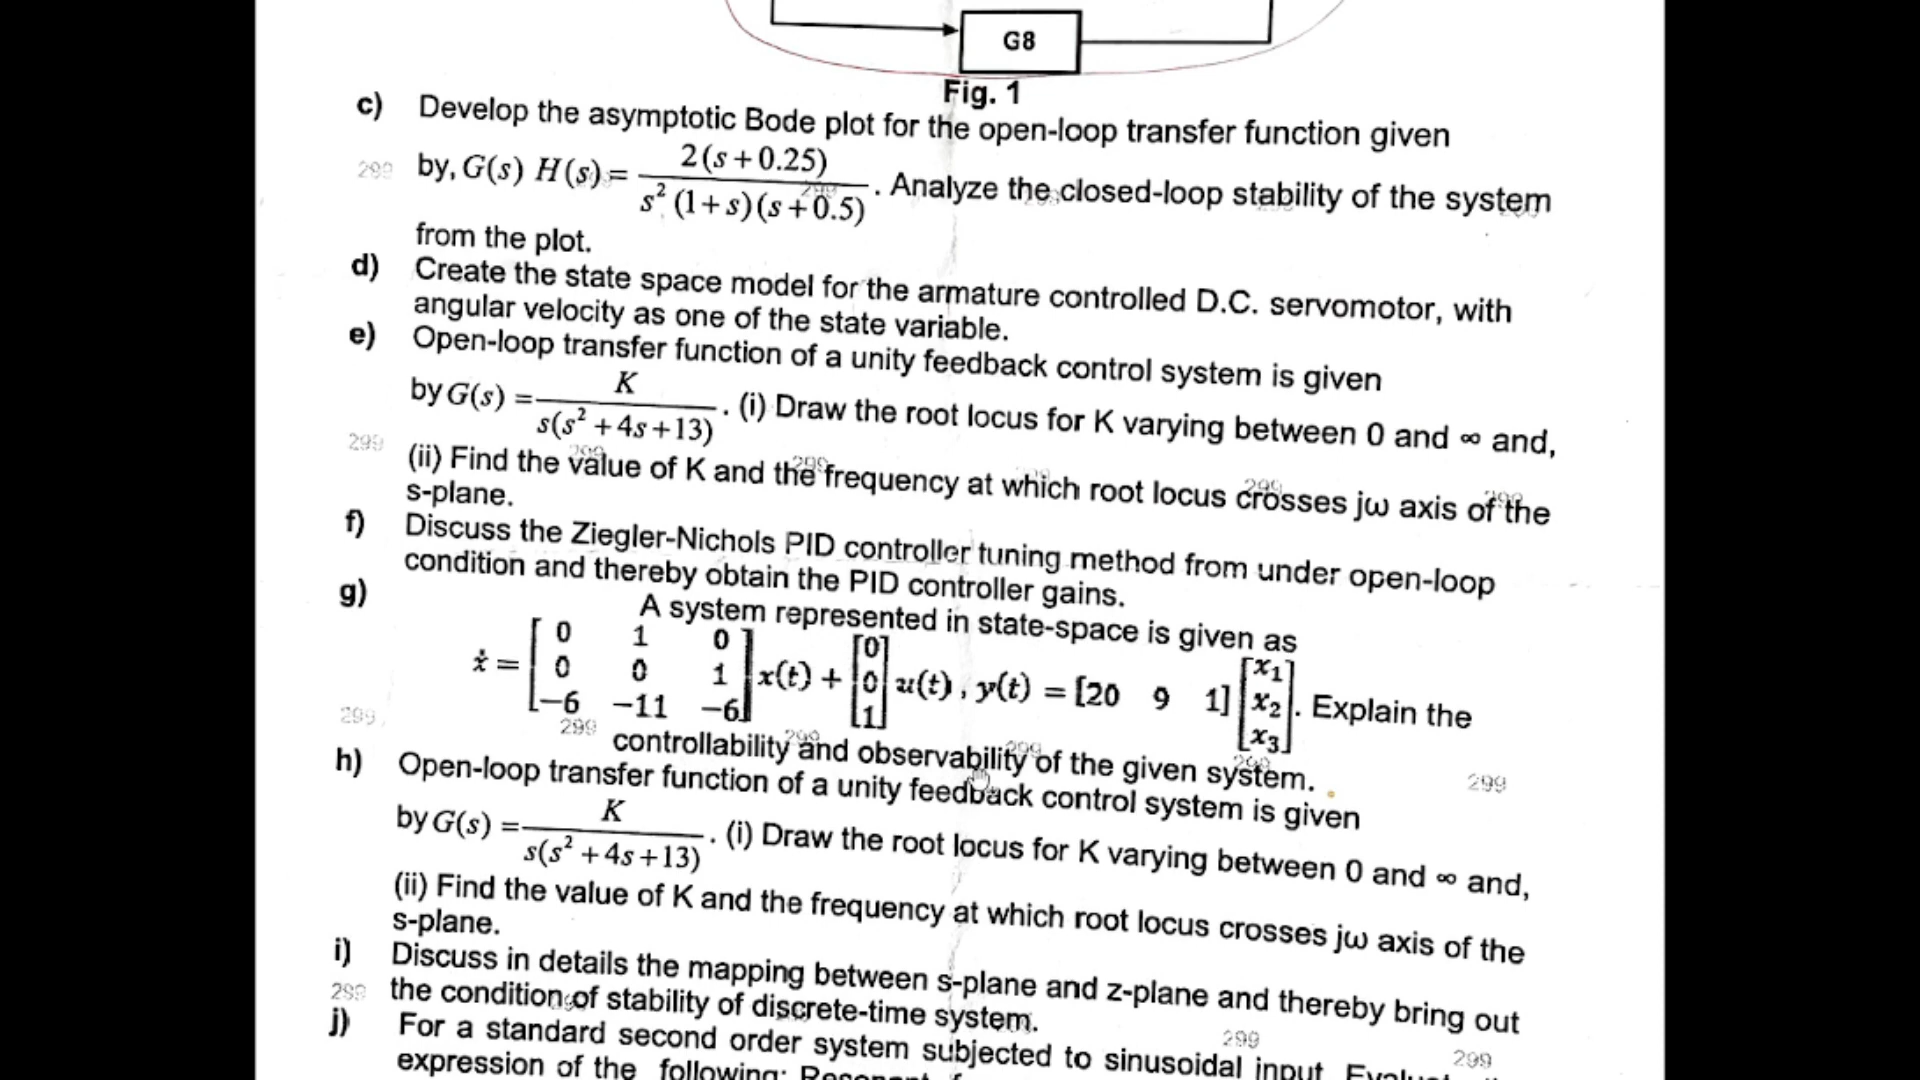 G8
Fig. 1
c) Develop the asymptotic Bode plot for the open-loop transfer function given
299 by, G(s) H(s) = 2(s+0.25) / s² (1+s)(s+0.5) . Analyze the closed-loop stability of the system
from the plot.
d) Create the state space model for the armature controlled D.C. servomotor, with
angular velocity as one of the state variable.
e) Open-loop transfer function of a unity feedback control system is given
by G(s) = K / s(s² +4s+13) . (i) Draw the root locus for K varying between 0 and ∞ and,
299
(ii) Find the value of K and the frequency at which root locus crosses jω axis of the
s-plane.
f) Discuss the Ziegler-Nichols PID controller tuning method from under open-loop
condition and thereby obtain the PID controller gains.
g) A system represented in state-space is given as
ẋ = [0 1 0; 0 0 1; −6 −11 −6] x(t) + [0; 0; 1] u(t) , y(t) = [20 9 1] [x1; x2; x3] . Explain the
299 299
controllability and observability of the given system. 299
h) Open-loop transfer function of a unity feedback control system is given
by G(s) = K / s(s² +4s+13) . (i) Draw the root locus for K varying between 0 and ∞ and,
(ii) Find the value of K and the frequency at which root locus crosses jω axis of the
s-plane.
i) Discuss in details the mapping between s-plane and z-plane and thereby bring out
299 the condition of stability of discrete-time system.
299
j) For a standard second order system subjected to sinusoidal input 299
expression of the following: